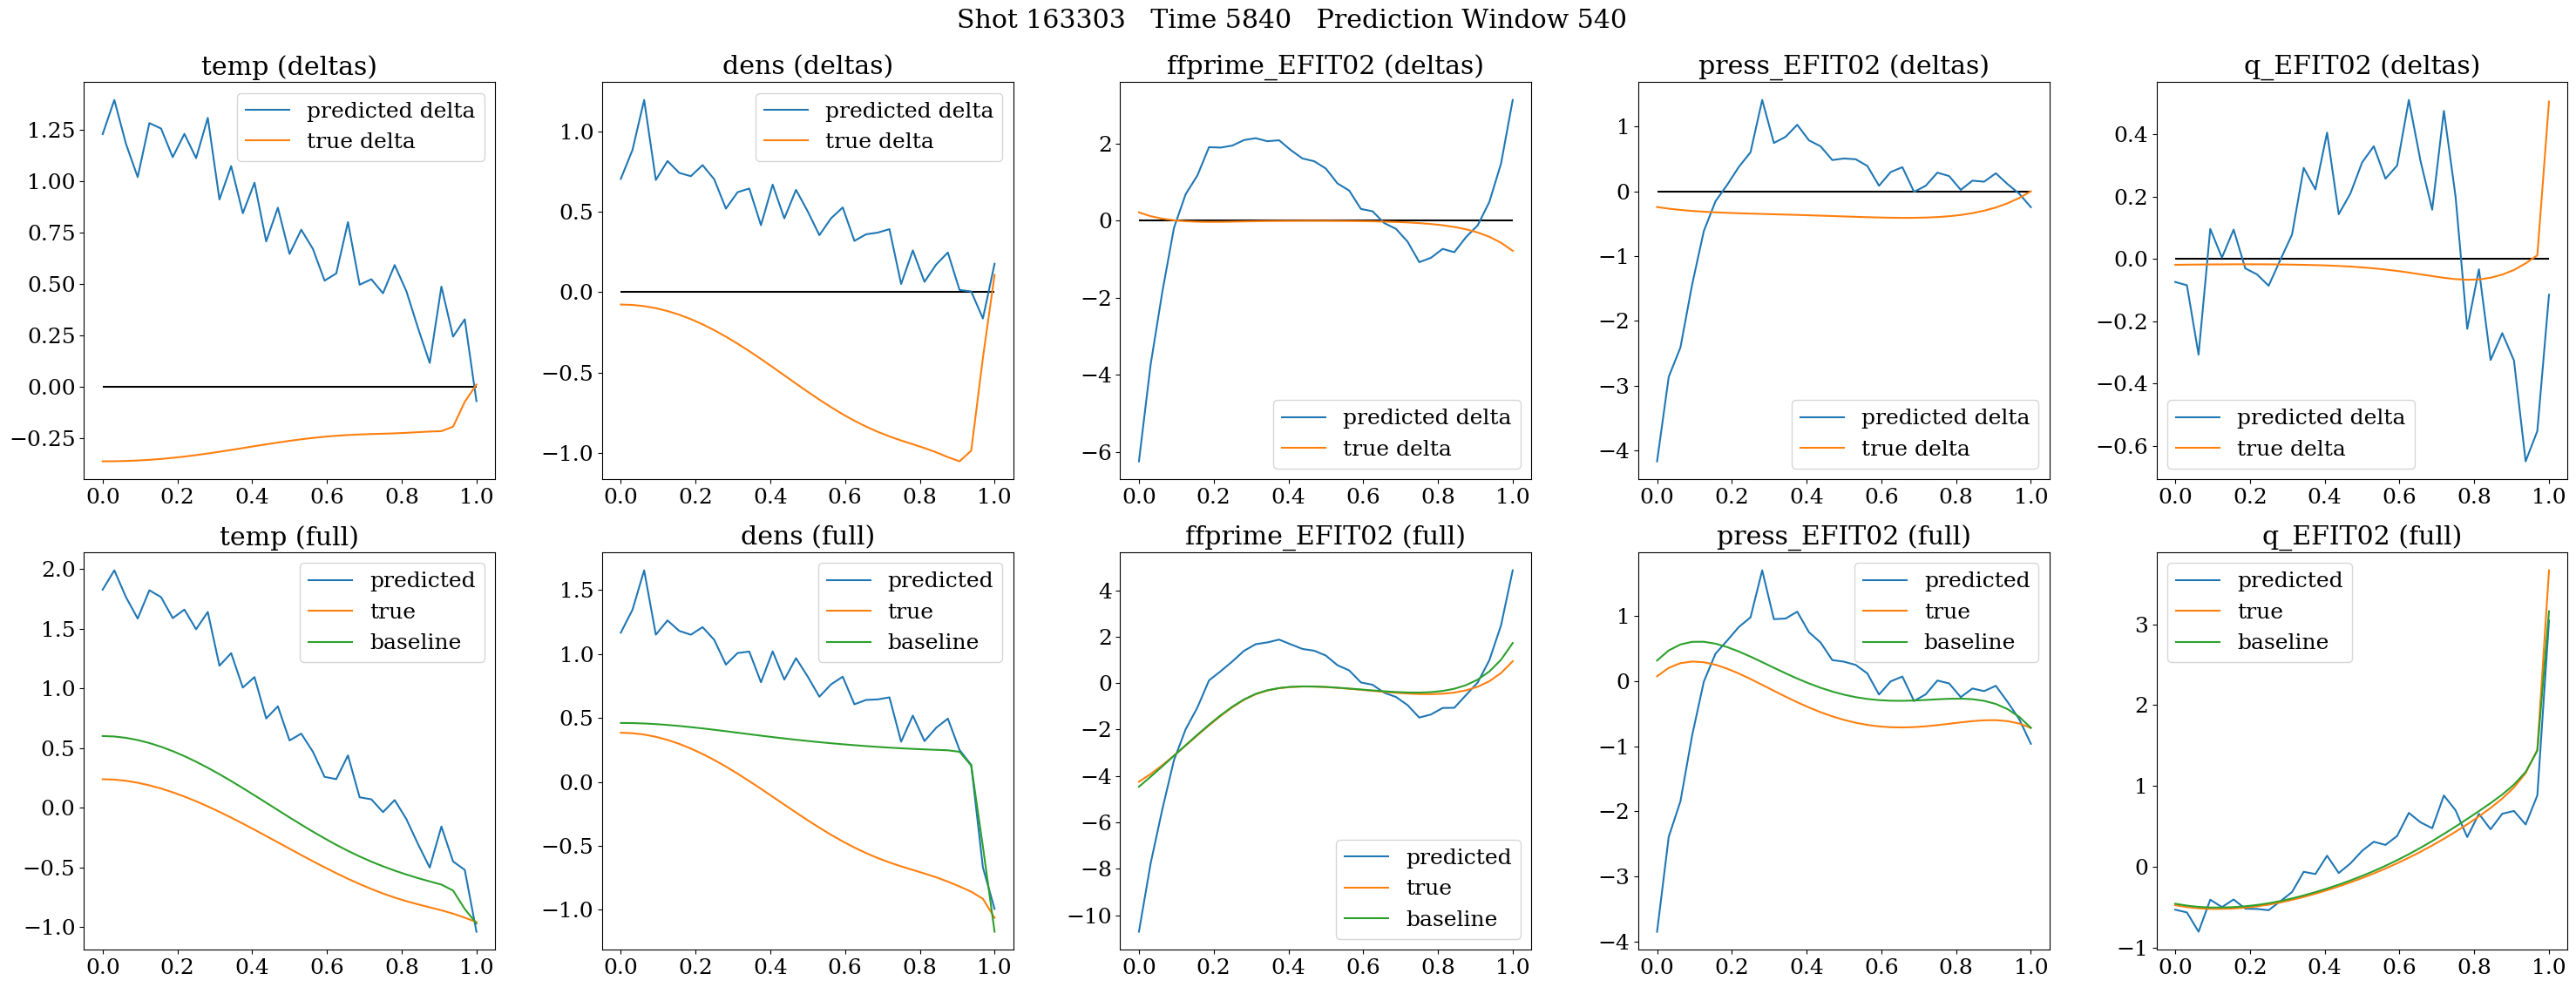 Shot 163303   Time 5840   Prediction Window 540
temp (deltas)
predicted delta
true delta
1.25
1.00
0.75
0.50
0.25
0.00
−0.25
0.0 0.2 0.4 0.6 0.8 1.0
dens (deltas)
predicted delta
true delta
1.0
0.5
0.0
−0.5
−1.0
0.0 0.2 0.4 0.6 0.8 1.0
ffprime_EFIT02 (deltas)
2
0
−2
−4
−6
predicted delta
true delta
0.0 0.2 0.4 0.6 0.8 1.0
press_EFIT02 (deltas)
1
0
−1
−2
−3
−4
predicted delta
true delta
0.0 0.2 0.4 0.6 0.8 1.0
q_EFIT02 (deltas)
0.4
0.2
0.0
−0.2
−0.4
−0.6
predicted delta
true delta
0.0 0.2 0.4 0.6 0.8 1.0
temp (full)
predicted
true
baseline
2.0
1.5
1.0
0.5
0.0
−0.5
−1.0
0.0 0.2 0.4 0.6 0.8 1.0
dens (full)
predicted
true
baseline
1.5
1.0
0.5
0.0
−0.5
−1.0
0.0 0.2 0.4 0.6 0.8 1.0
ffprime_EFIT02 (full)
4
2
0
−2
−4
−6
−8
−10
predicted
true
baseline
0.0 0.2 0.4 0.6 0.8 1.0
press_EFIT02 (full)
predicted
true
baseline
1
0
−1
−2
−3
−4
0.0 0.2 0.4 0.6 0.8 1.0
q_EFIT02 (full)
predicted
true
baseline
3
2
1
0
−1
0.0 0.2 0.4 0.6 0.8 1.0